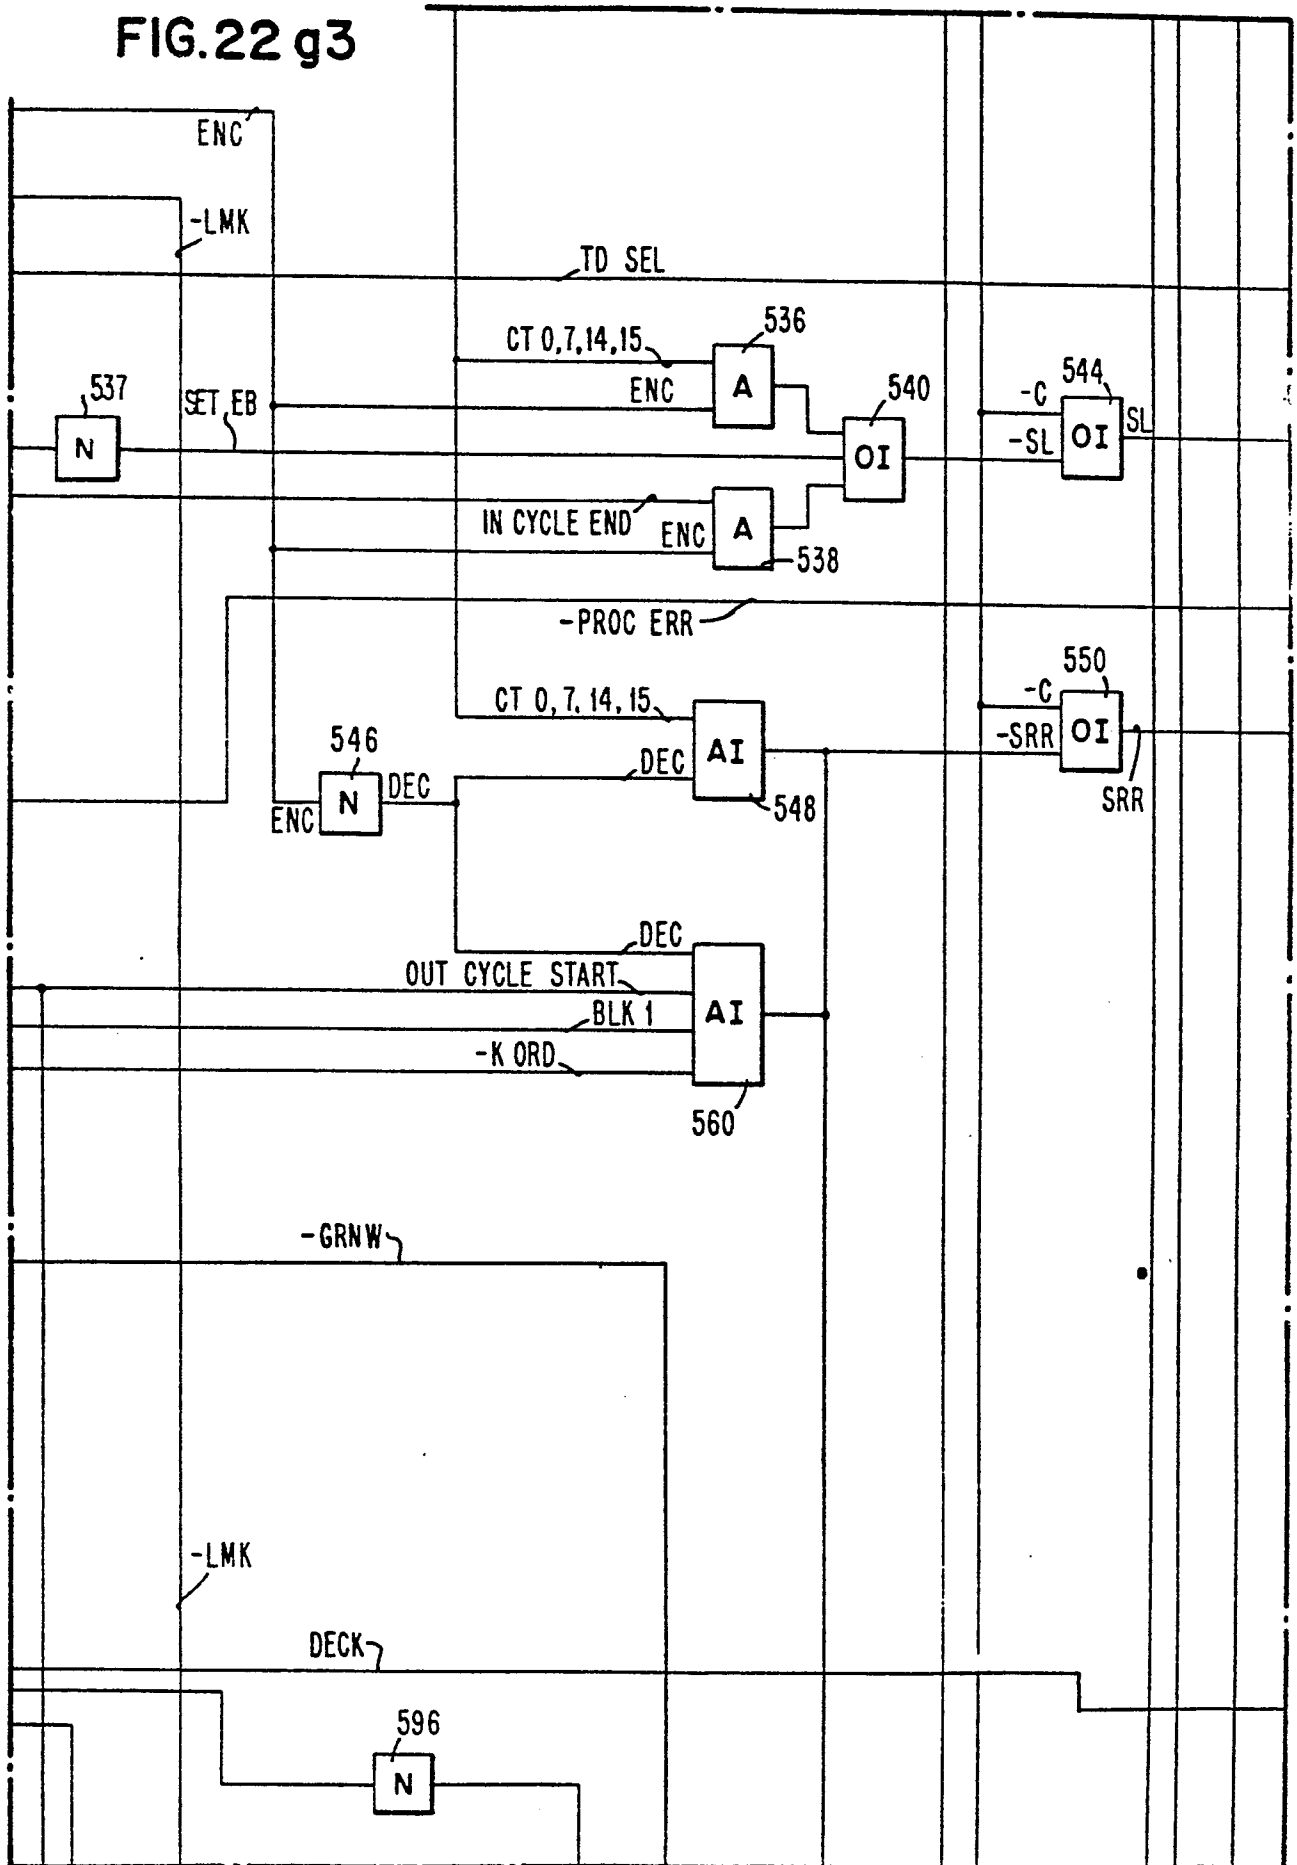 FIG.22 g3
ENC
-LMK
TD SEL
536
CT 0,7,14,15
A
ENC
537
SET EB
N
540
OI
544
-C
OI
SL
-SL
IN CYCLE END
ENC
A
538
-PROC ERR
550
-C
OI
-SRR
SRR
CT 0,7,14,15
AI
DEC
548
546
DEC
N
ENC
DEC
OUT CYCLE START
AI
BLK 1
-K ORD
560
-GRNW
-LMK
DECK
596
N